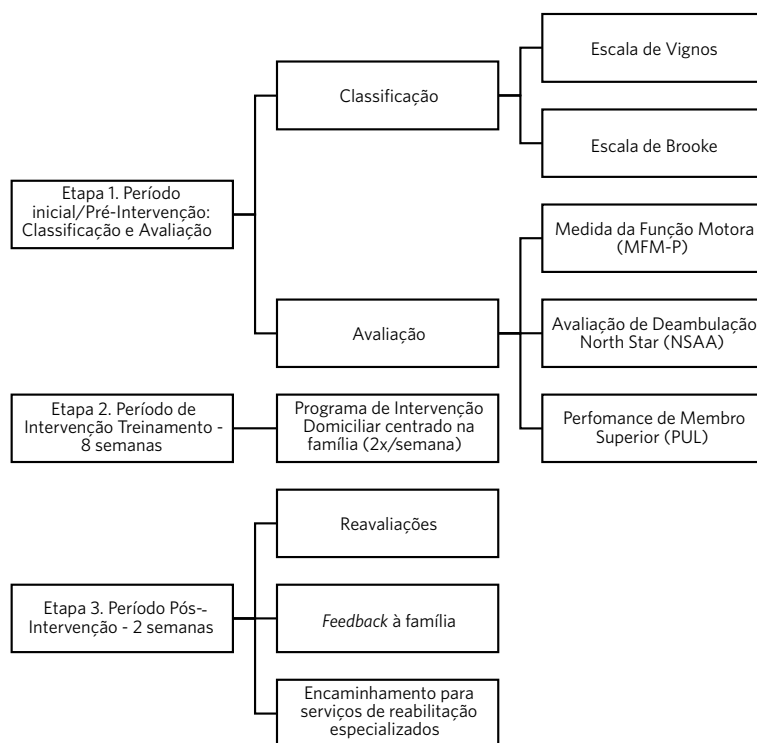 Etapa 1. Período
inicial/Pré-Intervenção:
Classificação e Avaliação
Classificação
Escala de Vignos
Escala de Brooke
Avaliação
Medida da Função Motora
(MFM-P)
Avaliação de Deambulação
North Star (NSAA)
Perfomance de Membro
Superior (PUL)
Etapa 2. Período de
Intervenção Treinamento -
8 semanas
Programa de Intervenção
Domiciliar centrado na
família (2x/semana)
Etapa 3. Período Pós--
Intervenção - 2 semanas
Reavaliações
Feedback à família
Encaminhamento para
serviços de reabilitação
especializados